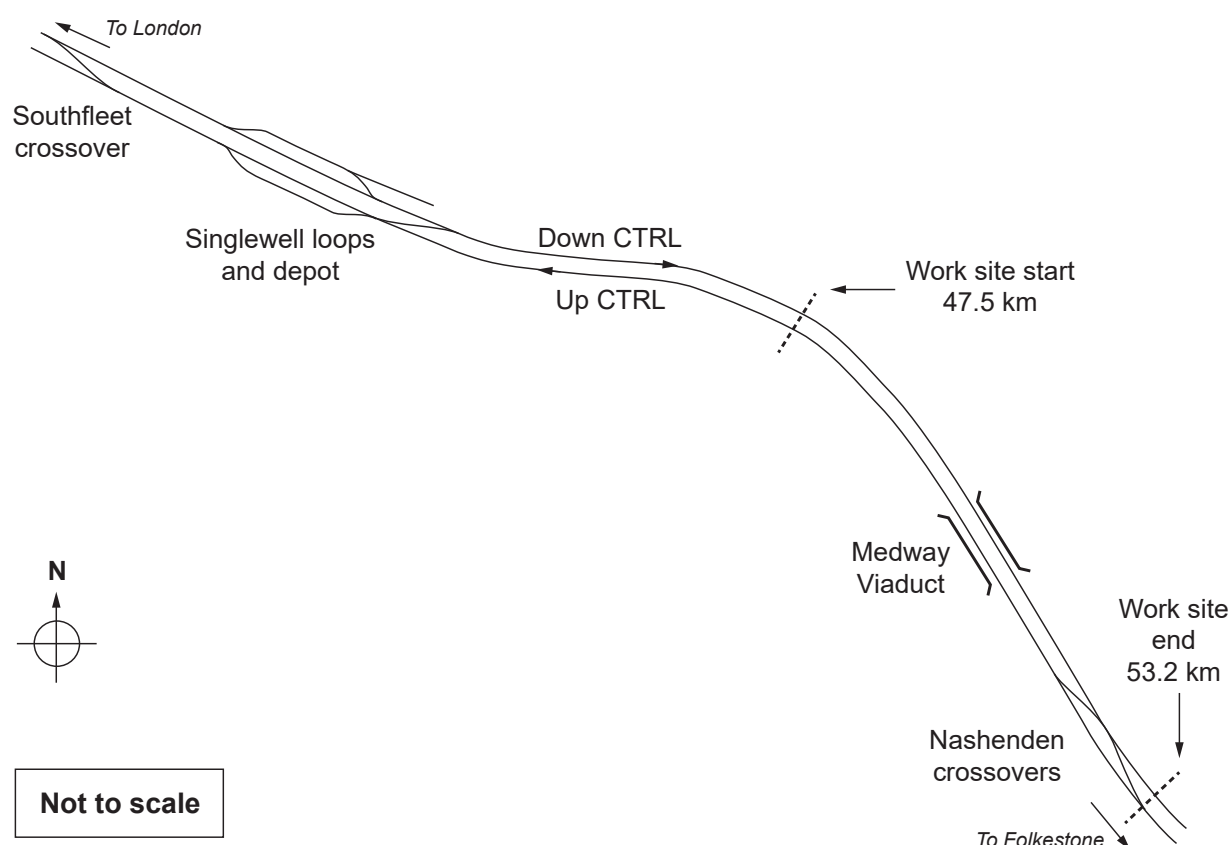 To London
Southfleet
crossover
Singlewell loops
and depot
Down CTRL
Up CTRL
Work site start
47.5 km
Medway
Viaduct
N
Work site
end
53.2 km
Nashenden
crossovers
Not to scale
To Folkestone